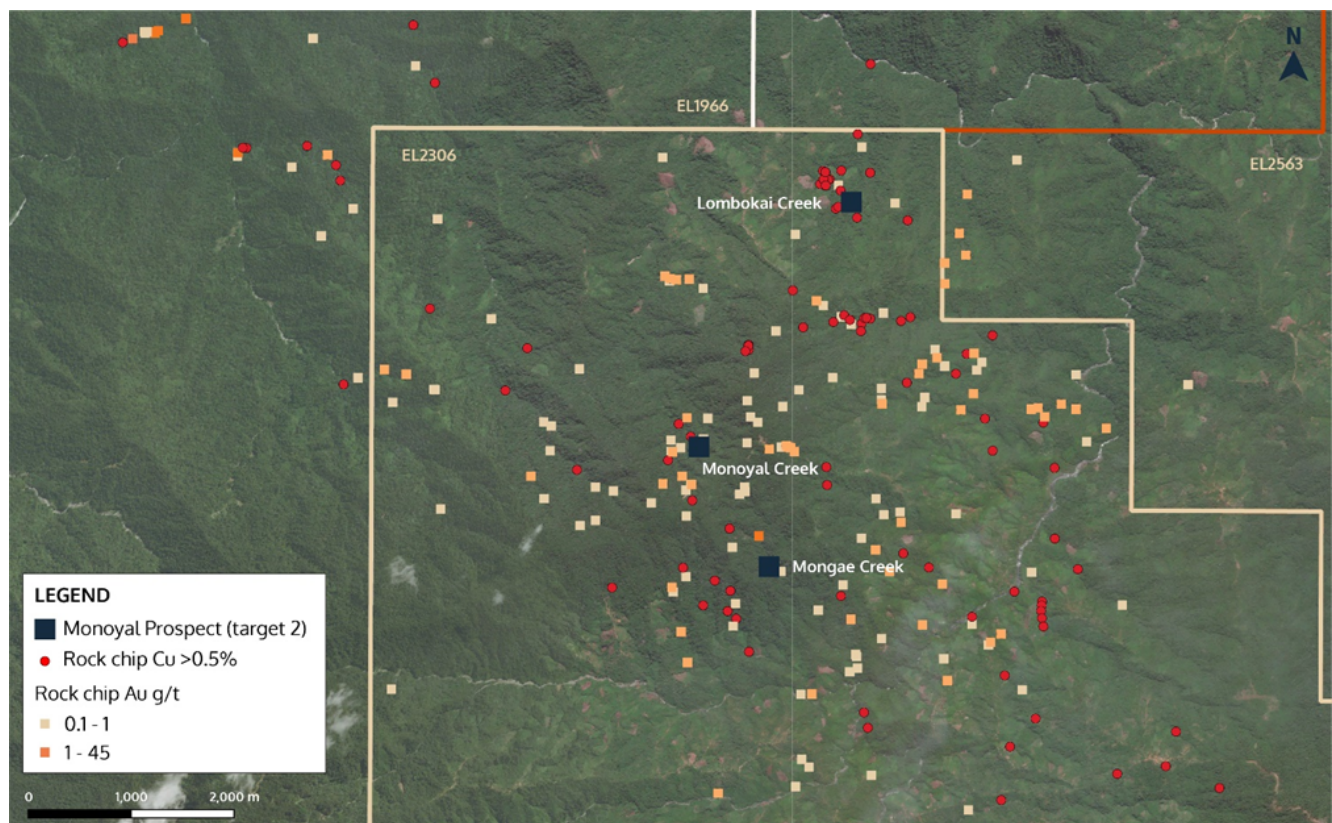 N
EL1966
EL2306
EL2563
Lombokai Creek
Monoyal Creek
Mongae Creek
LEGEND
Monoyal Prospect (target 2)
Rock chip Cu >0.5%
Rock chip Au g/t
0.1 - 1
1 - 45
0 1,000 2,000 m